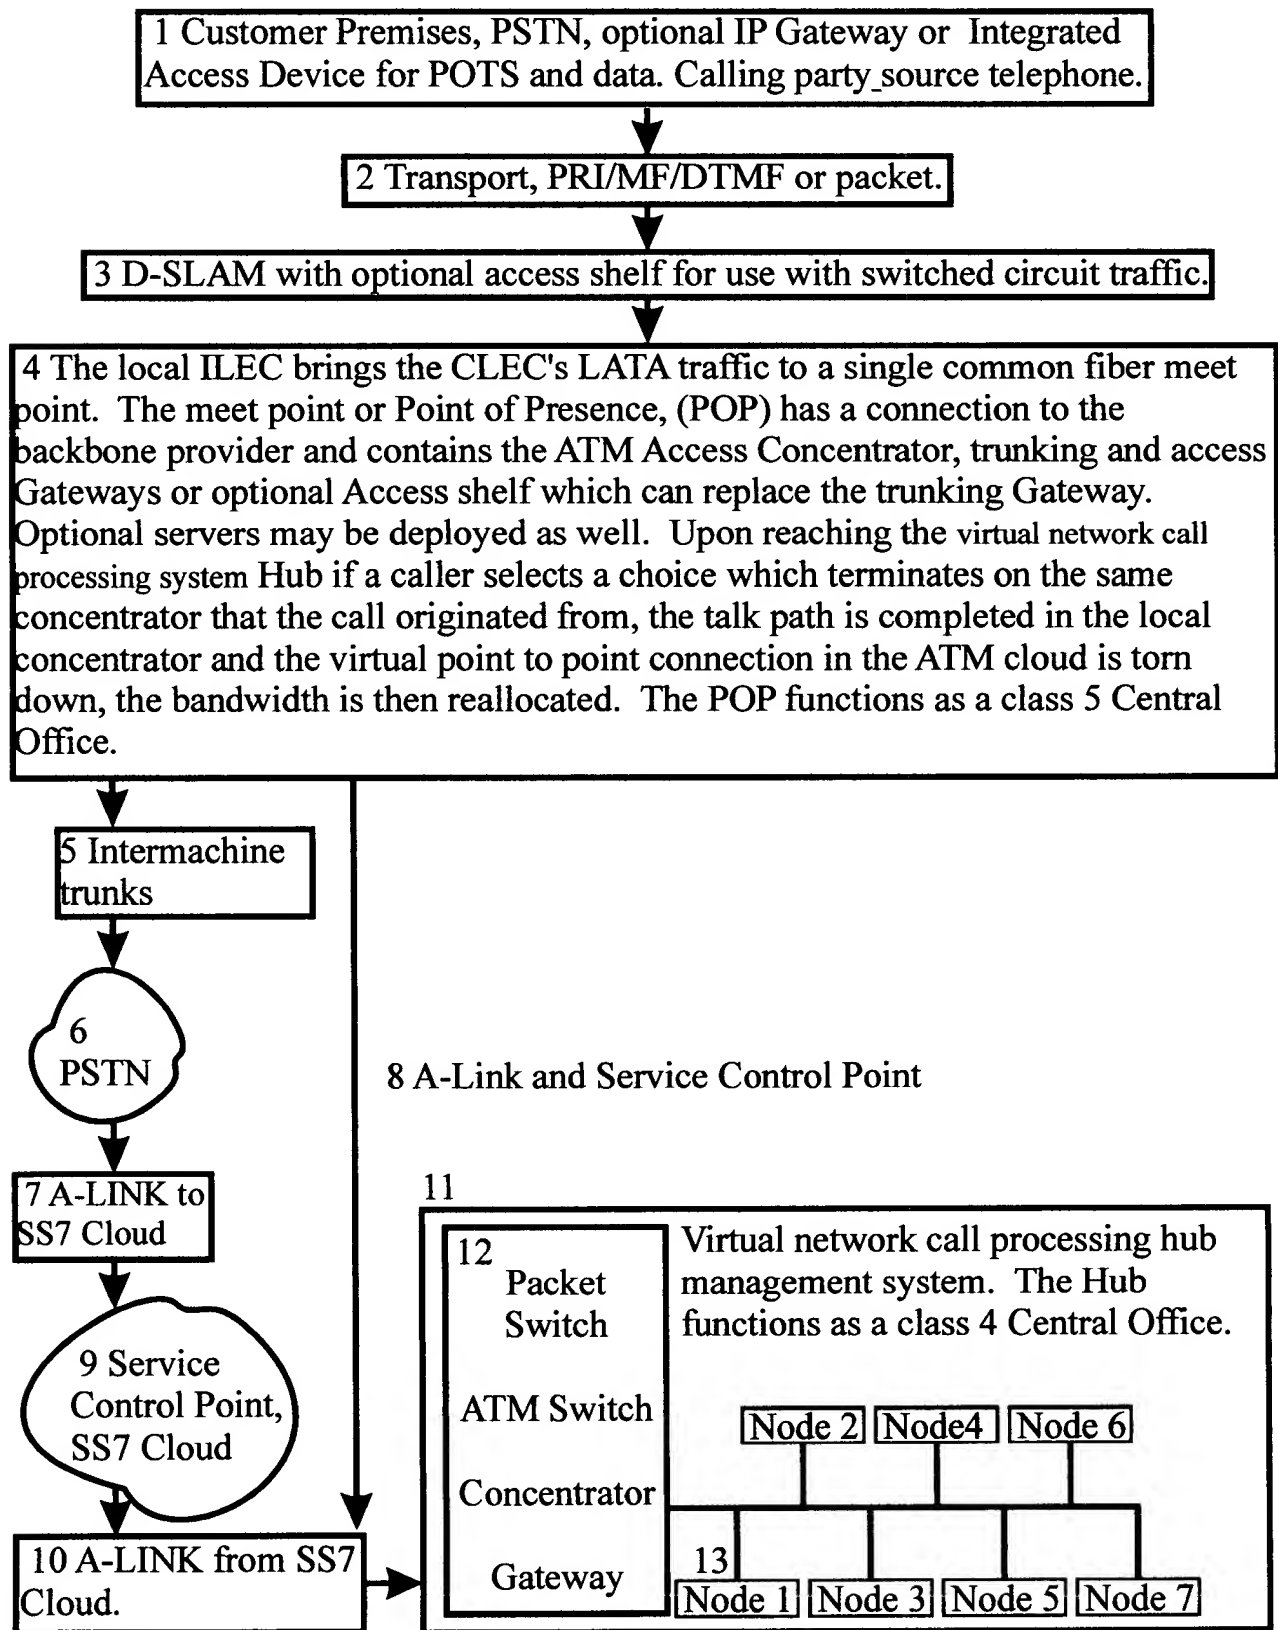 1 Customer Premises, PSTN, optional IP Gateway or Integrated
Access Device for POTS and data. Calling party_source telephone.
2 Transport, PRI/MF/DTMF or packet.
3 D-SLAM with optional access shelf for use with switched circuit traffic.
4 The local ILEC brings the CLEC's LATA traffic to a single common fiber meet
point. The meet point or Point of Presence, (POP) has a connection to the
backbone provider and contains the ATM Access Concentrator, trunking and access
Gateways or optional Access shelf which can replace the trunking Gateway.
Optional servers may be deployed as well. Upon reaching the virtual network call
processing system Hub if a caller selects a choice which terminates on the same
concentrator that the call originated from, the talk path is completed in the local
concentrator and the virtual point to point connection in the ATM cloud is torn
down, the bandwidth is then reallocated. The POP functions as a class 5 Central
Office.
5 Intermachine
trunks
6
PSTN
8 A-Link and Service Control Point
7 A-LINK to
SS7 Cloud
9 Service
Control Point,
SS7 Cloud
10 A-LINK from SS7
Cloud.
11
12
Packet
Switch
ATM Switch
Concentrator
Gateway
Virtual network call processing hub
management system. The Hub
functions as a class 4 Central Office.
Node 2 Node4 Node 6
13
Node 1 Node 3 Node 5 Node 7